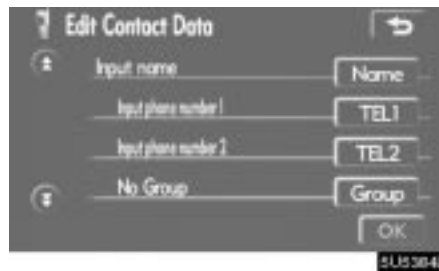 Edit Contact Data
Input name Name
Input phone number 1 TEL1
Input phone number 2 TEL2
No Group Group
OK